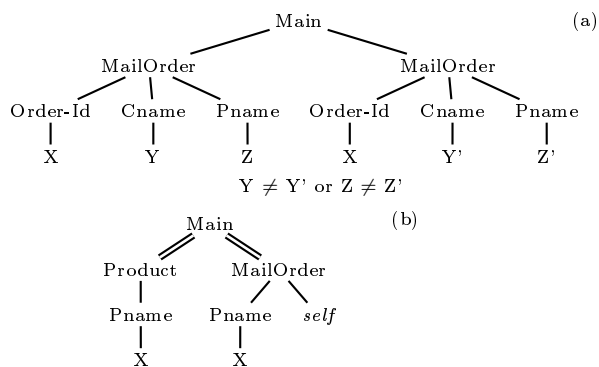 Main (a)
MailOrder MailOrder
Order-Id Cname Pname Order-Id Cname Pname
X Y Z X Y' Z'
Y ≠ Y' or Z ≠ Z'
(b)
Main
Product MailOrder
Pname Pname self
X X